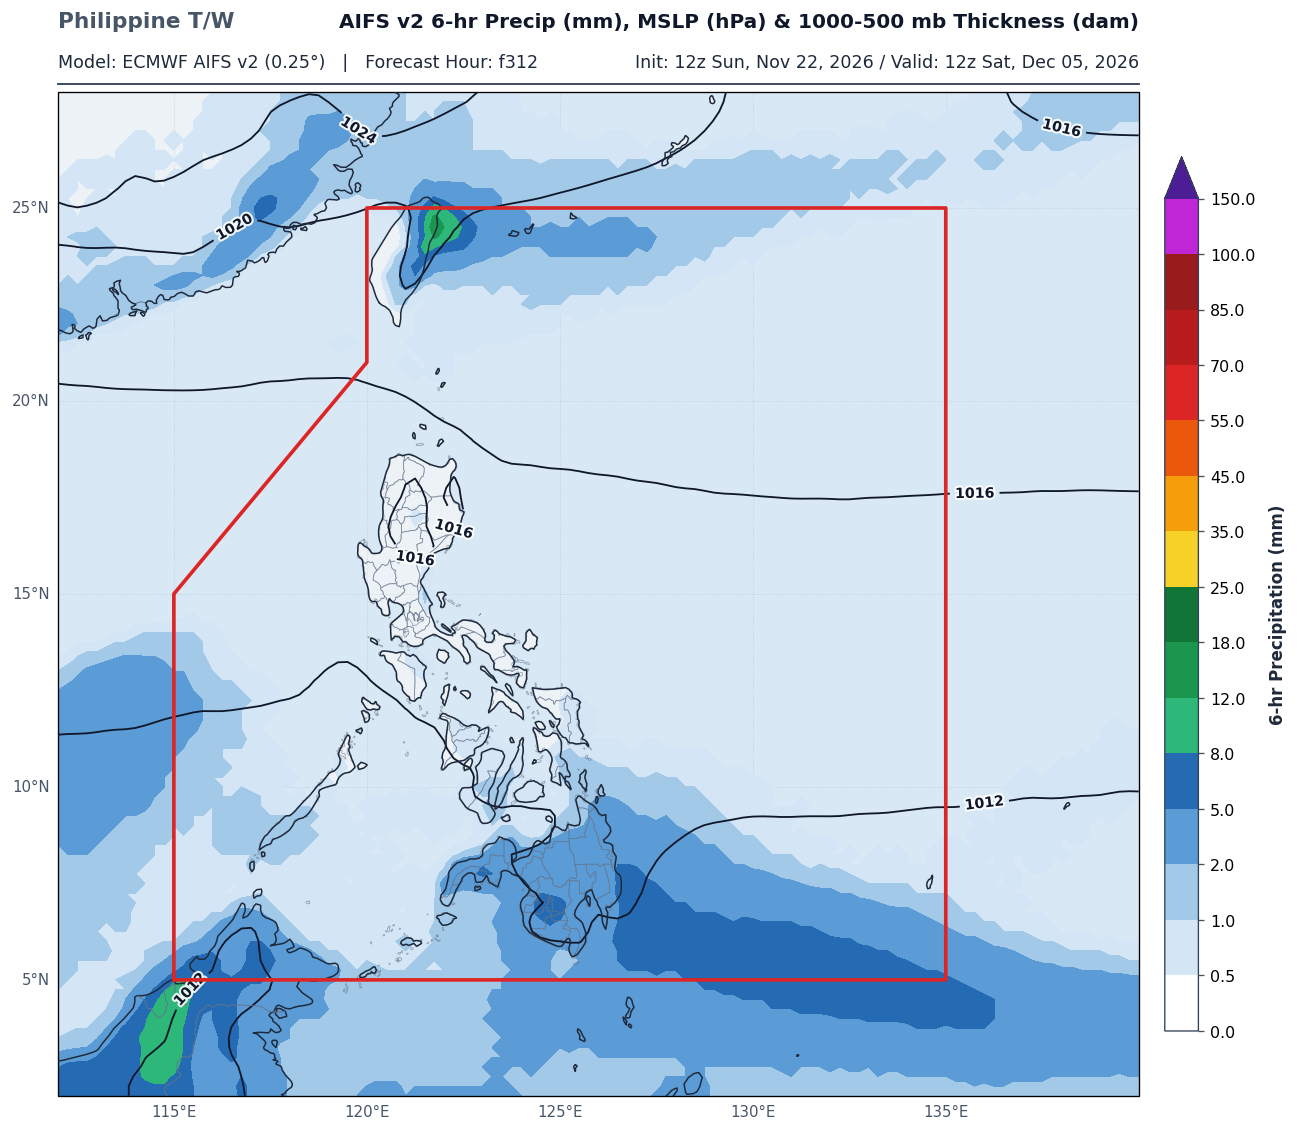 Philippine T/W
AIFS v2 6-hr Precip (mm), MSLP (hPa) & 1000-500 mb Thickness (dam)
Model: ECMWF AIFS v2 (0.25°) | Forecast Hour: f312
Init: 12z Sun, Nov 22, 2026 / Valid: 12z Sat, Dec 05, 2026
1024
1016
1020
1016
1016
1016
1012
1012
25°N
20°N
15°N
10°N
5°N
115°E
120°E
125°E
130°E
135°E
150.0
100.0
85.0
70.0
55.0
45.0
35.0
25.0
18.0
12.0
8.0
5.0
2.0
1.0
0.5
0.0
6-hr Precipitation (mm)